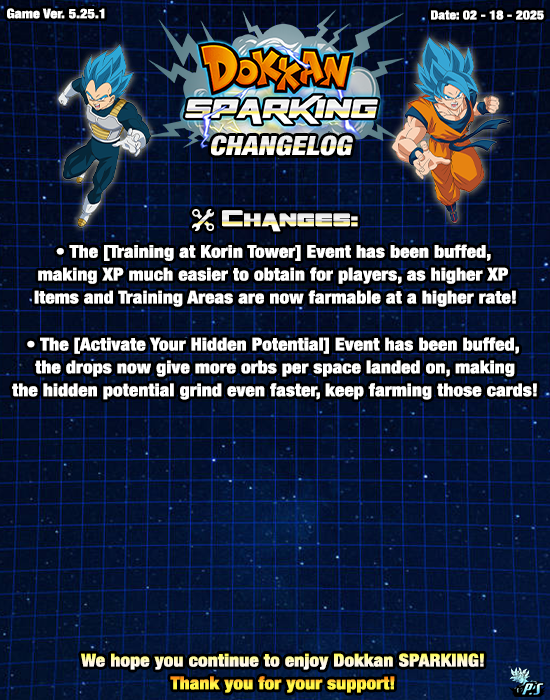 Game Ver. 5.25.1
Date: 02 - 18 - 2025
DOKKAN
SPARKING
CHANGELOG
CHANGES:
• The [Training at Korin Tower] Event has been buffed,
making XP much easier to obtain for players, as higher XP
Items and Training Areas are now farmable at a higher rate!
• The [Activate Your Hidden Potential] Event has been buffed,
the drops now give more orbs per space landed on, making
the hidden potential grind even faster, keep farming those cards!
We hope you continue to enjoy Dokkan SPARKING!
Thank you for your support!